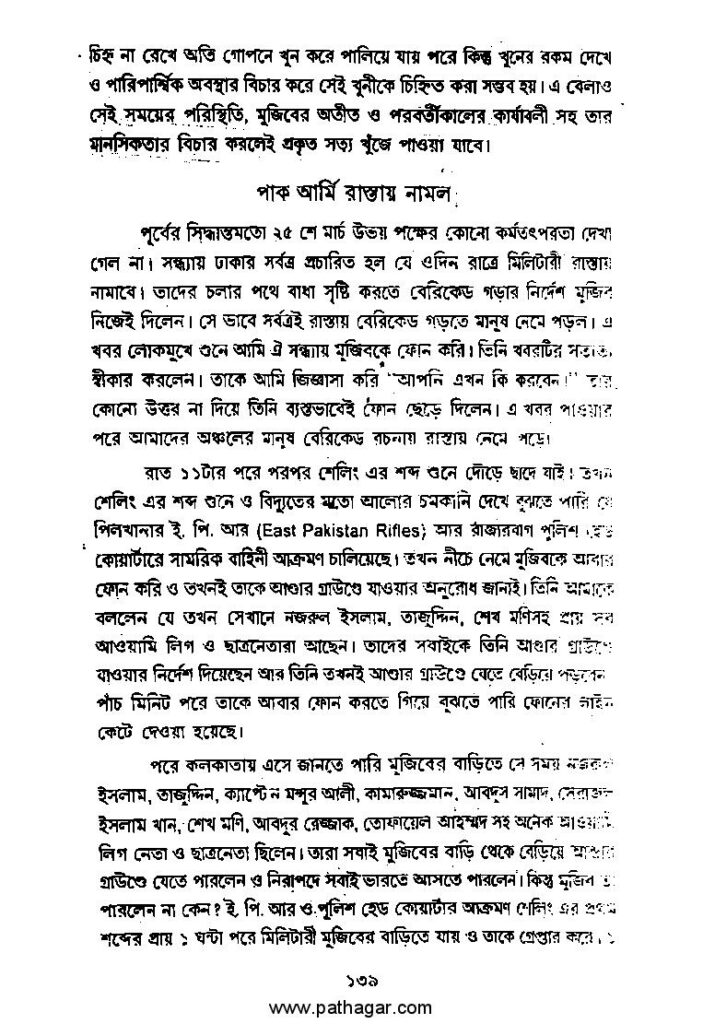 চিহ্ন না রেখে অতি গোপনে খুন করে পালিয়ে যায় পরে কিন্তু খুনের রকম দেখে
ও পারিপার্শ্বিক অবস্থার বিচার করে সেই খুনীকে চিহ্নিত করা সম্ভব হয়। এ বেলাও
সেই সময়ের পরিস্থিতি, মুজিবের অতীত ও পরবর্তীকালের কার্যাবলী সহ তার
মানসিকতার বিচার করলেই প্রকৃত সত্য খুঁজে পাওয়া যাবে।
পাক আর্মি রাস্তায় নামল
পূর্বের সিদ্ধান্তমতো ২৫ শে মার্চ উভয় পক্ষের কোনো কর্মতৎপরতা দেখা
গেল না। সন্ধ্যায় ঢাকার সর্বত্র প্রচারিত হল যে ওদিন রাত্রে মিলিটারী রাস্তায়
নামাবে। তাদের চলার পথে বাধা সৃষ্টি করতে বেরিকেড গড়ার নির্দেশ মুজিব
নিজেই দিলেন। সে ভাবে সর্বত্রই রাস্তায় বেরিকেড গড়তে মানুষ নেমে পড়ল। এ
খবর লোকমুখে শুনে আমি ঐ সন্ধ্যায় মুজিবকে ফোন করি। তিনি খবরটির সত্যতা
স্বীকার করলেন। তাকে আমি জিজ্ঞাসা করি "আপনি এখন কি করবেন।" তার
কোনো উত্তর না দিয়ে তিনি ব্যস্তভাবেই ফোন ছেড়ে দিলেন। এ খবর পাওয়ার
পরে আমাদের অঞ্চলের মানুষ বেরিকেড রচনায় রাস্তায় নেমে পড়ে।
রাত ১১টার পরে পরপর শেলিং এর শব্দ শুনে দৌড়ে ছাদে যাই। তখন
শেলিং এর শব্দ শুনে ও বিদ্যুতের মতো আলোর চমকানি দেখে বুঝতে পারি যে
পিলখানার ই. পি. আর (East Pakistan Rifles) আর রাজারবাগ পুলিশ হেড
কোয়ার্টারে সামরিক বাহিনী আক্রমণ চালিয়েছে। তখন নীচে নেমে মুজিবকে আবার
ফোন করি ও তখনই তাকে আণ্ডার গ্রাউণ্ডে যাওয়ার অনুরোধ জানাই। তিনি আমাকে
বললেন যে তখন সেখানে নজরুল ইসলাম, তাজুদ্দিন, শেখ মণিসহ প্রায় সব
আওয়ামি লিগ ও ছাত্রনেতারা আছেন। তাদের সবাইকে তিনি আণ্ডার গ্রাউণ্ডে
যাওয়ার নির্দেশ দিয়েছেন আর তিনি তখনই আণ্ডার গ্রাউণ্ডে যেতে বেড়িয়ে পড়বেন
পাঁচ মিনিট পরে তাকে আবার ফোন করতে গিয়ে বুঝতে পারি ফোনের লাইন
কেটে দেওয়া হয়েছে।
পরে কলকাতায় এসে জানতে পারি মুজিবের বাড়িতে সে সময় নজরুল
ইসলাম, তাজুদ্দিন, ক্যাপ্টেন মনসুর আলী, কামারুজ্জমান, আবদুস সামাদ, সেরাজুল
ইসলাম খান, শেখ মণি, আবদুর রেজ্জাক, তোফায়েল আহম্মদ সহ অনেক আওয়ামি
লিগ নেতা ও ছাত্রনেতা ছিলেন। তারা সবাই মুজিবের বাড়ি থেকে বেড়িয়ে আণ্ডার
গ্রাউণ্ডে যেতে পারলেন ও নিরাপদে সবাই ভারতে আসতে পারলেন। কিন্তু মুজিব তা
পারলেন না কেন? ই. পি. আর ও পুলিশ হেড কোয়ার্টার আক্রমণ শেলিং এর প্রথম
শব্দের প্রায় ১ ঘন্টা পরে মিলিটারী মুজিবের বাড়িতে যায় ও তাকে গ্রেপ্তার করে।
১৩৯
www.pathagar.com